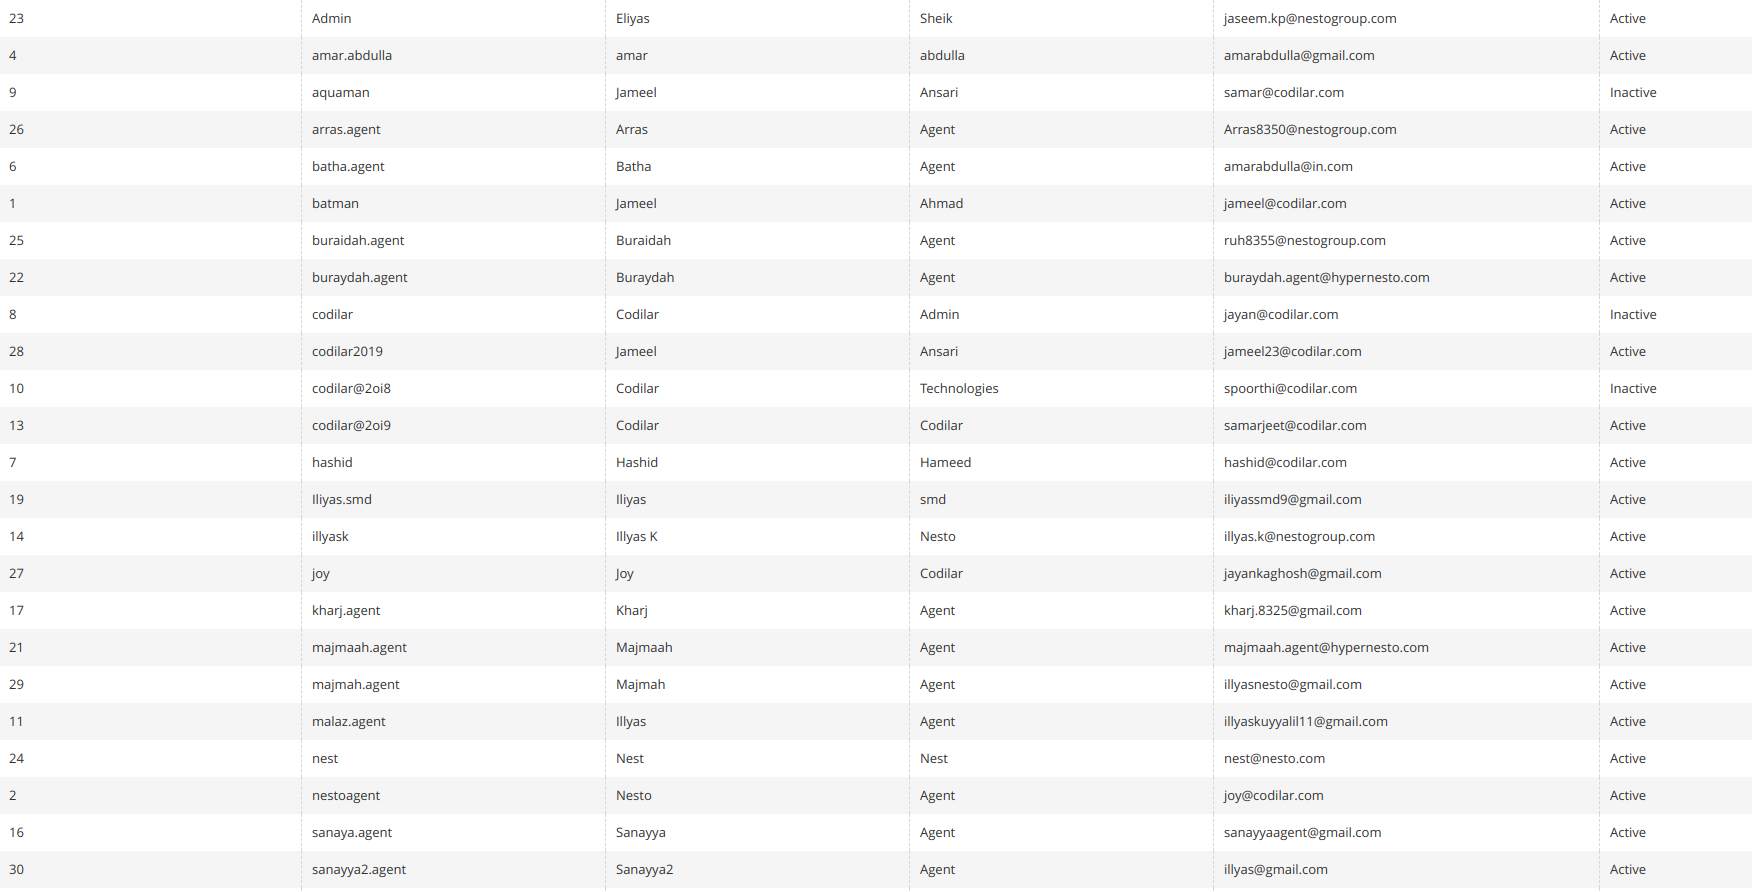 23 Admin Eliyas Sheik jaseem.kp@nestogroup.com Active
4 amar.abdulla amar abdulla amarabdulla@gmail.com Active
9 aquaman Jameel Ansari samar@codilar.com Inactive
26 arras.agent Arras Agent Arras8350@nestogroup.com Active
6 batha.agent Batha Agent amarabdulla@in.com Active
1 batman Jameel Ahmad jameel@codilar.com Active
25 buraidah.agent Buraidah Agent ruh8355@nestogroup.com Active
22 buraydah.agent Buraydah Agent buraydah.agent@hypernesto.com Active
8 codilar Codilar Admin jayan@codilar.com Inactive
28 codilar2019 Jameel Ansari jameel23@codilar.com Active
10 codilar@2oi8 Codilar Technologies spoorthi@codilar.com Inactive
13 codilar@2oi9 Codilar Codilar samarjeet@codilar.com Active
7 hashid Hashid Hameed hashid@codilar.com Active
19 Iliyas.smd Iliyas smd iliyassmd9@gmail.com Active
14 illyask Illyas K Nesto illyas.k@nestogroup.com Active
27 joy Joy Codilar jayankaghosh@gmail.com Active
17 kharj.agent Kharj Agent kharj.8325@gmail.com Active
21 majmaah.agent Majmaah Agent majmaah.agent@hypernesto.com Active
29 majmah.agent Majmah Agent illyasnesto@gmail.com Active
11 malaz.agent Illyas Agent illyaskuyyalil11@gmail.com Active
24 nest Nest Nest nest@nesto.com Active
2 nestoagent Nesto Agent joy@codilar.com Active
16 sanaya.agent Sanayya Agent sanayyaagent@gmail.com Active
30 sanayya2.agent Sanayya2 Agent illyas@gmail.com Active